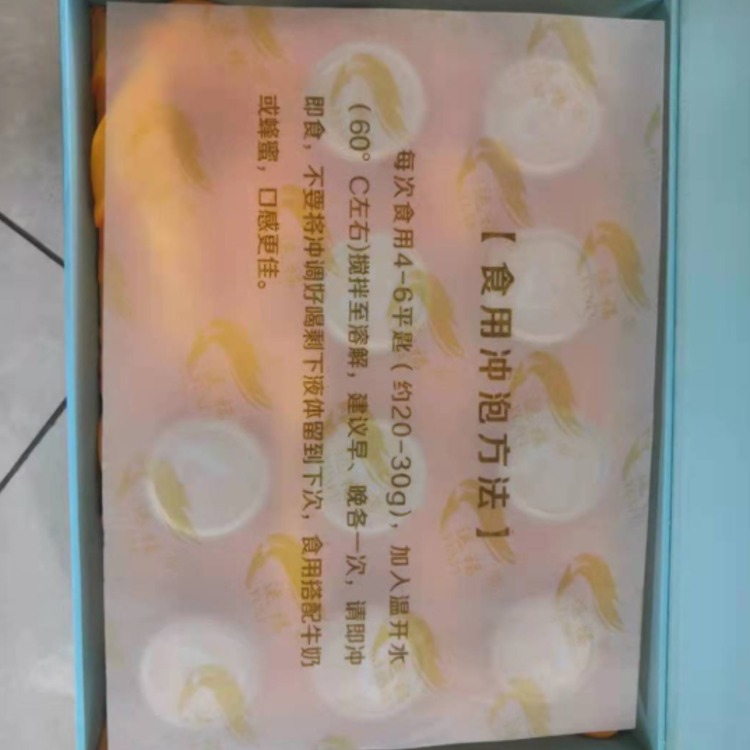 【食用冲泡方法】
每次食用4-6平匙(约20-30g)，加入温开水
(60°C左右)搅拌至溶解，建议早、晚各一次，请即冲
即食，不要将冲调好喝剩下液体留到下次，食用搭配牛奶
或蜂蜜，口感更佳。